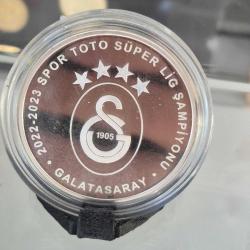 2022-2023 SPOR TOTO SÜPER LİG ŞAMPİYONU
1905
GALATASARAY